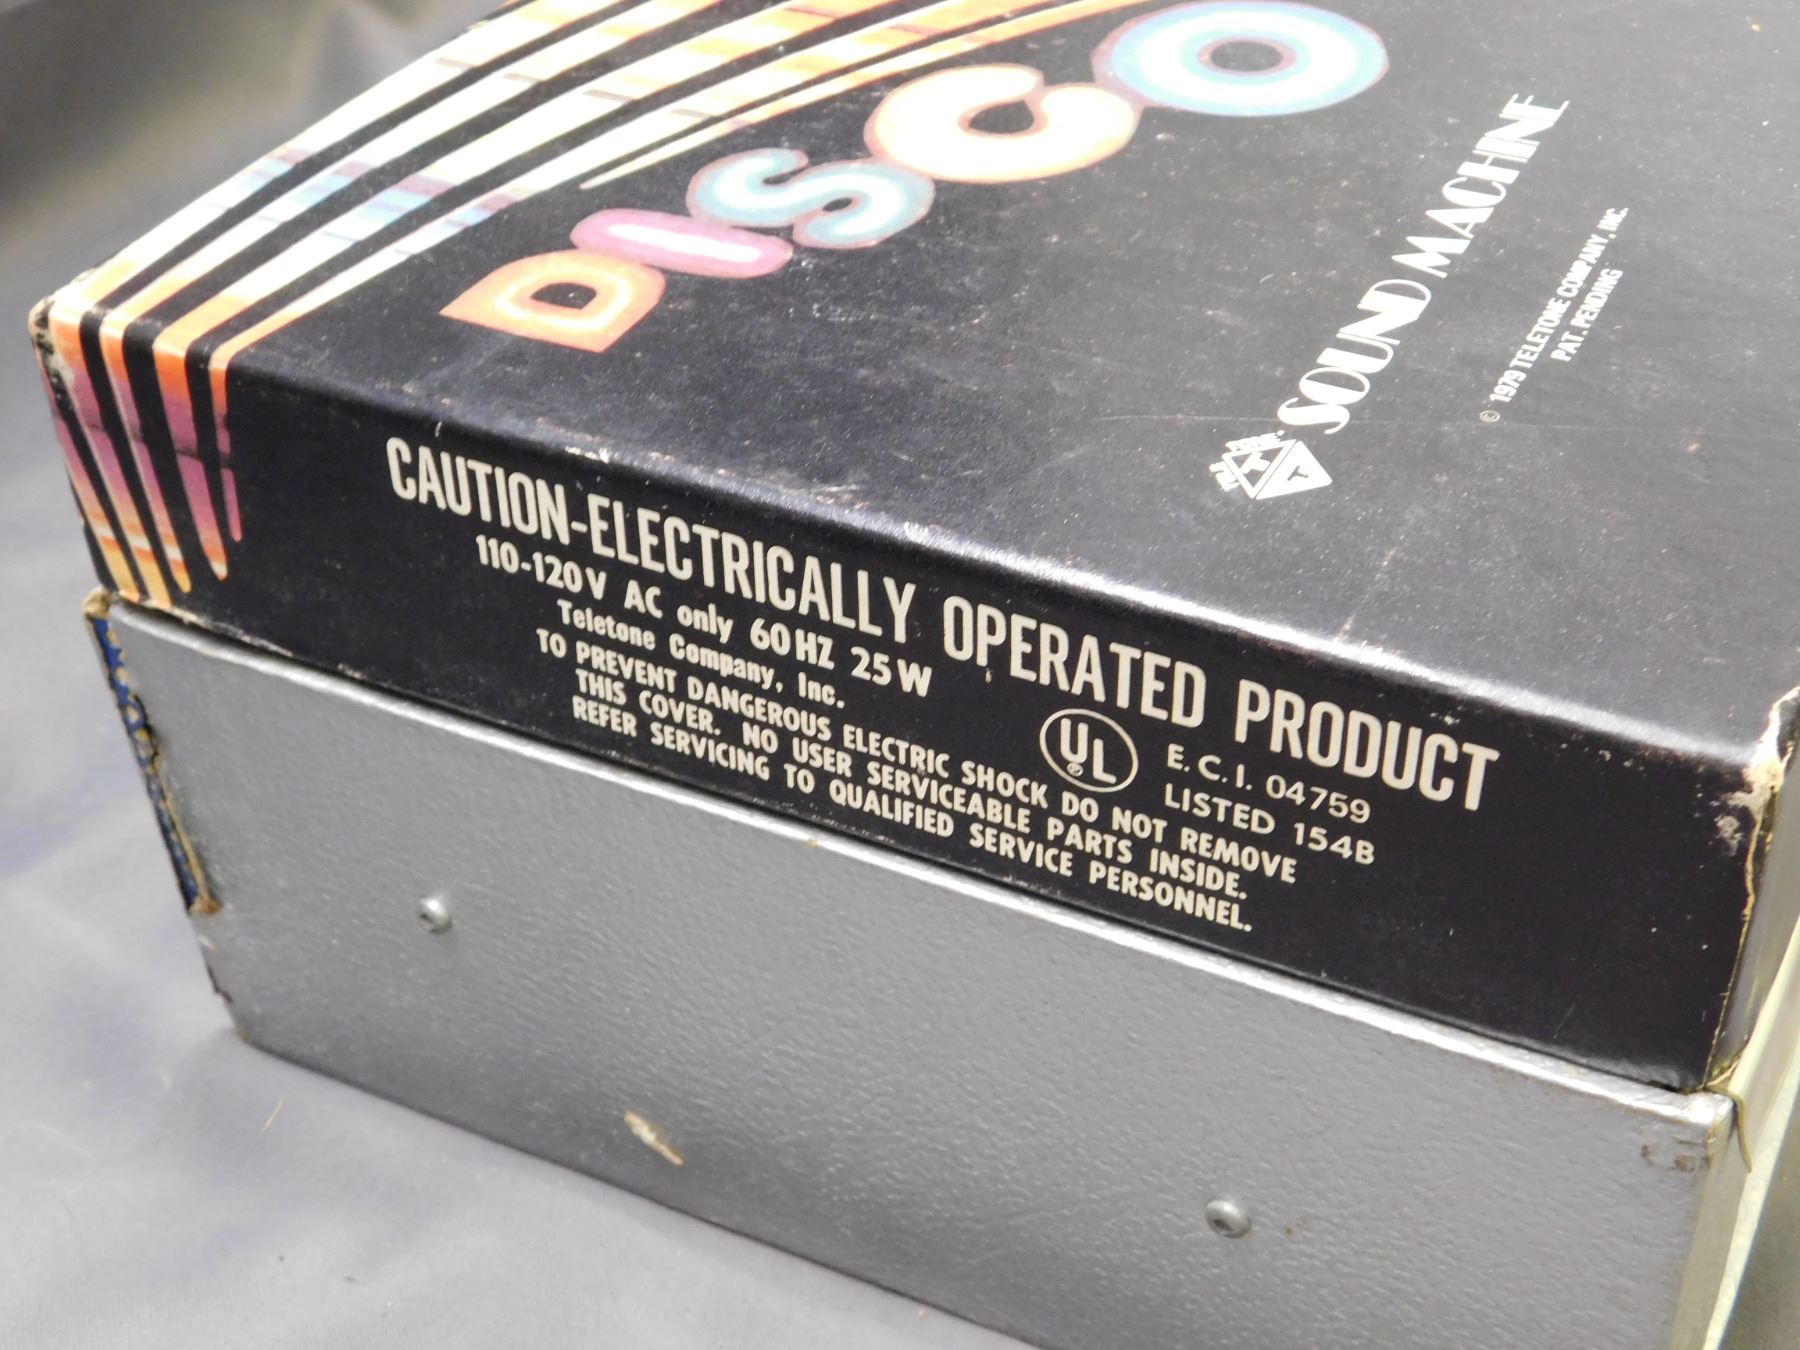 DISCO
SOUND MACHINE
© 1979 TELETONE COMPANY, INC.
PAT. PENDING
CAUTION-ELECTRICALLY OPERATED PRODUCT
110-120V AC only 60HZ 25W
Teletone Company, Inc.
UL ®
E.C.I. 04759
LISTED 154B
TO PREVENT DANGEROUS ELECTRIC SHOCK DO NOT REMOVE
THIS COVER. NO USER SERVICEABLE PARTS INSIDE.
REFER SERVICING TO QUALIFIED SERVICE PERSONNEL.